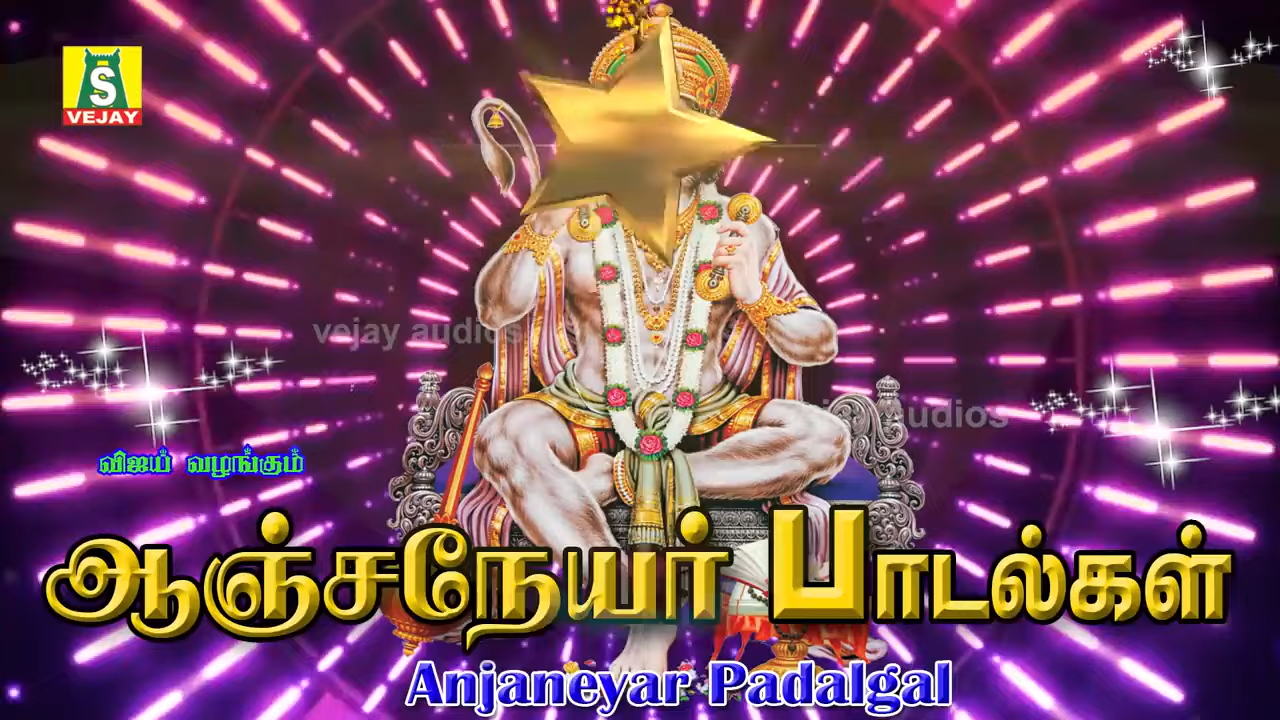 S
VEJAY
vejay audios
audios
விஜய் வழங்கும்
ஆஞ்சநேயர் பாடல்கள்
Anjaneyar Padalgal